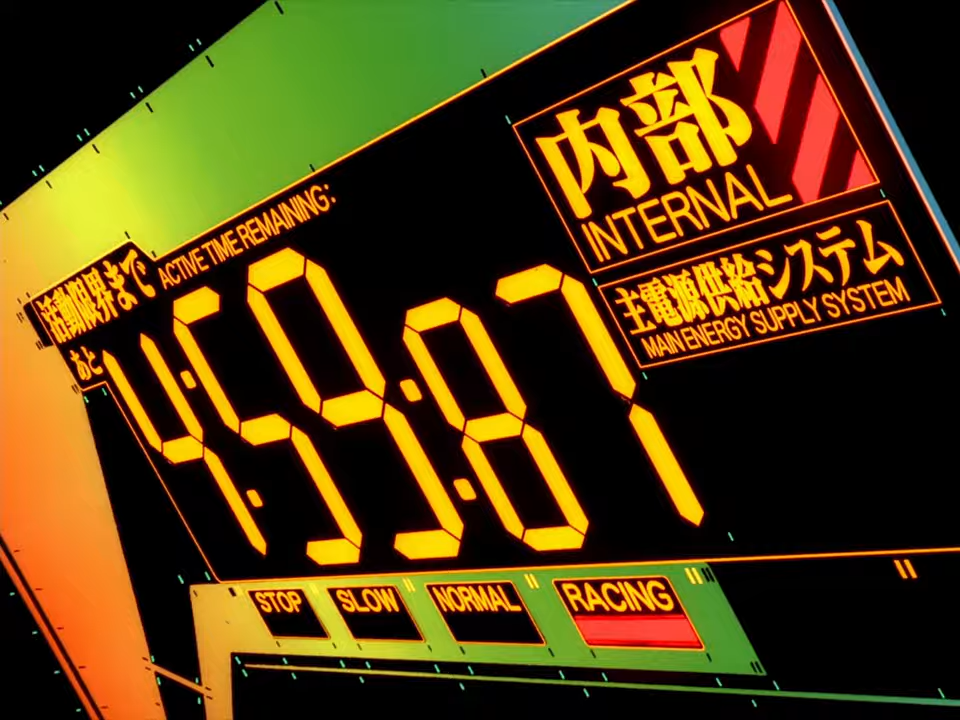 内部
INTERNAL
主電源供給システム
MAIN ENERGY SUPPLY SYSTEM
活動限界まで
ACTIVE TIME REMAINING:
あと
4:59:87
STOP
SLOW
NORMAL
RACING